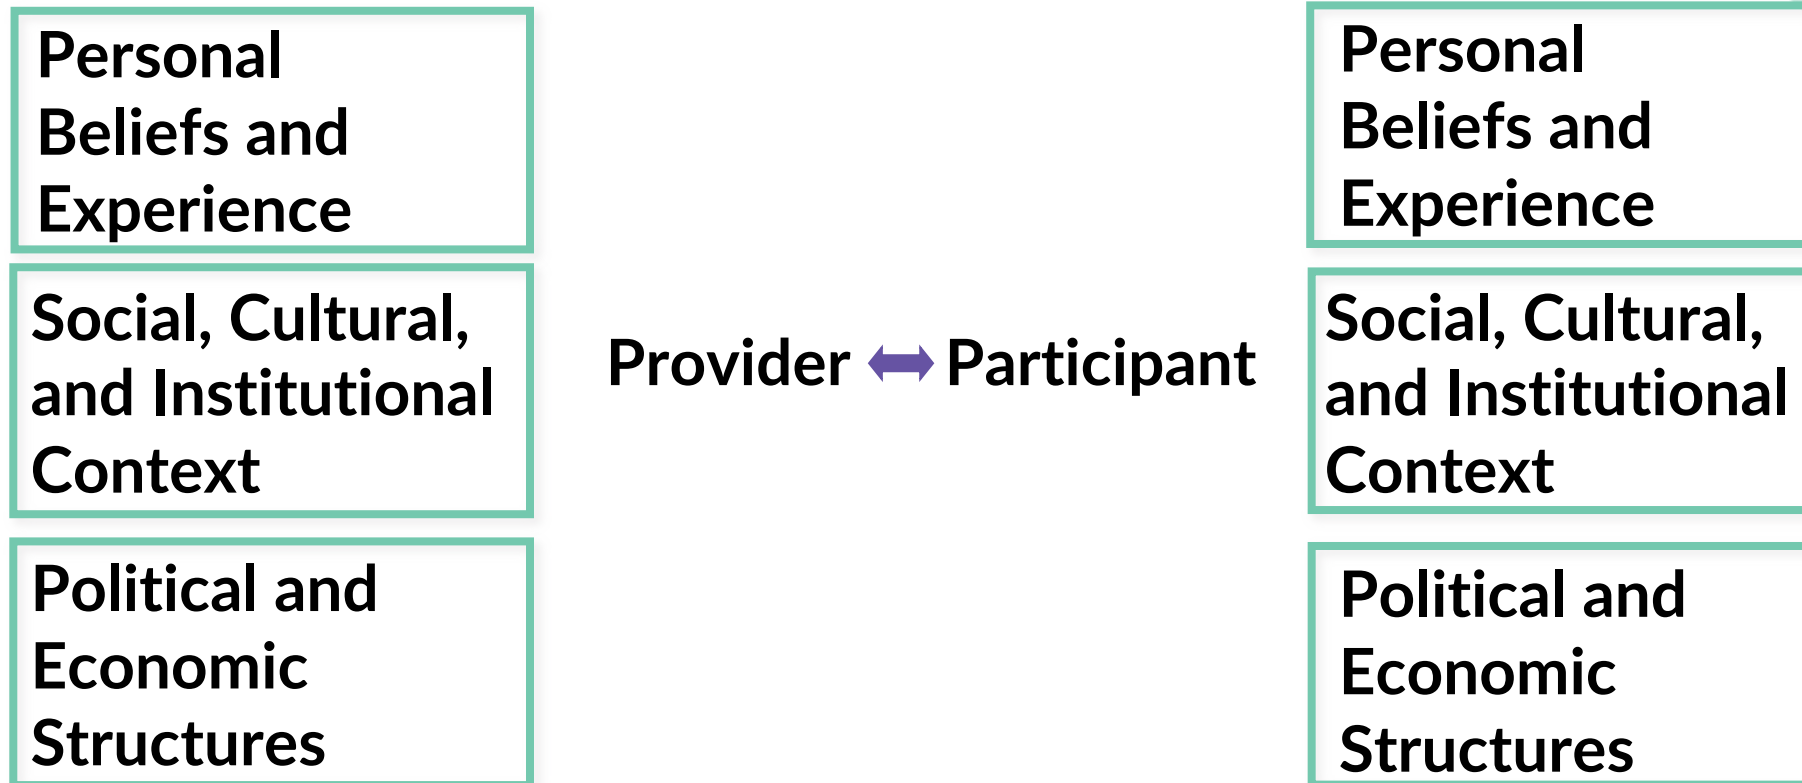 Personal
Beliefs and
Experience
Social, Cultural,
and Institutional
Context
Political and
Economic
Structures
Provider Participant
Personal
Beliefs and
Experience
Social, Cultural,
and Institutional
Context
Political and
Economic
Structures